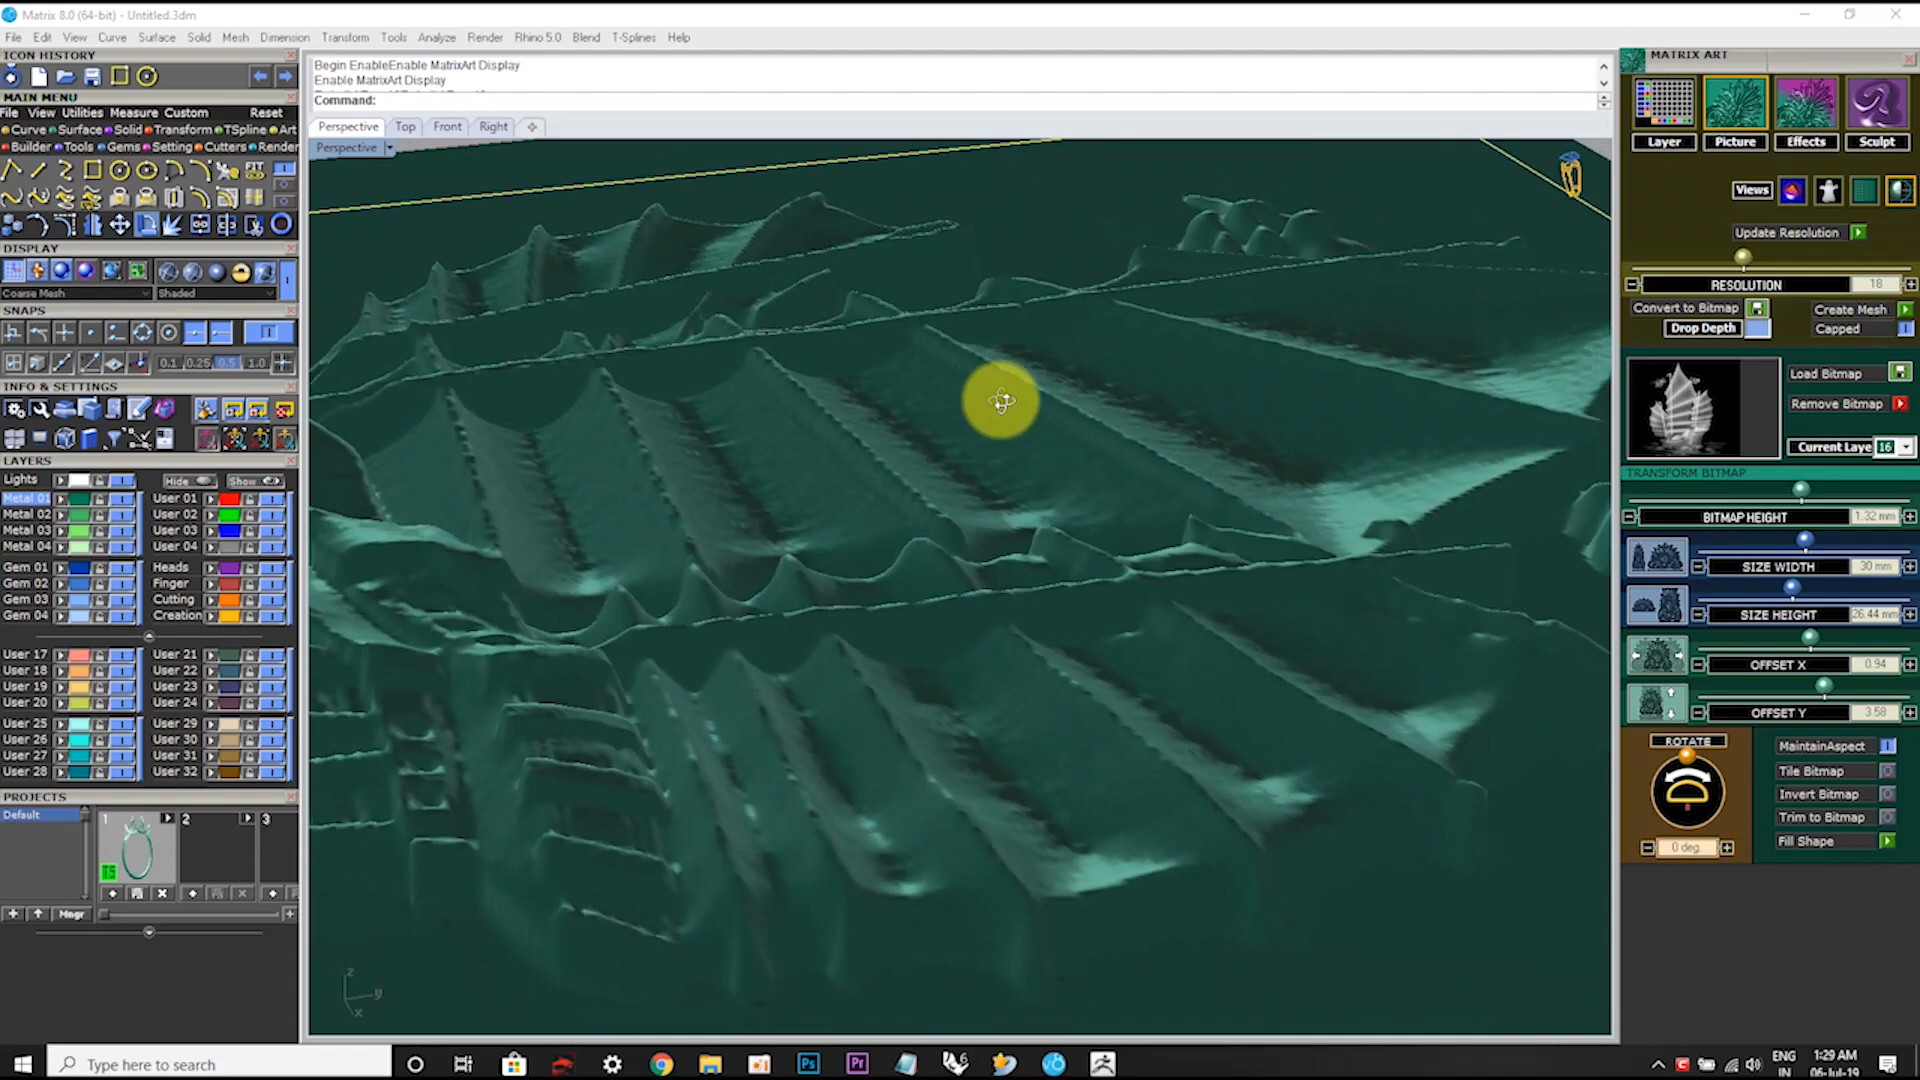 Matrix 8.0 (64-bit) - Untitled.3dm
File Edit View Curve Surface Solid Mesh Dimension Transform Tools Analyze Render Rhino 5.0 Blend T-Splines Help
ICON HISTORY
MAIN MENU
File View Utilities Measure Custom Reset
Curve Surface Solid Transform TSpline Art
Builder Tools Gems Setting Cutters Render
FIT
DISPLAY
Coarse Mesh Shaded
SNAPS
0.1 0.25 0.5 1.0
INFO & SETTINGS
LAYERS
Lights Hide Show
Metal 01 User 01
Metal 02 User 02
Metal 03 User 03
Metal 04 User 04
Gem 01 Heads
Gem 02 Finger
Gem 03 Cutting
Gem 04 Creation
User 17 User 21
User 18 User 22
User 19 User 23
User 20 User 24
User 25 User 29
User 26 User 30
User 27 User 31
User 28 User 32
PROJECTS
Default 1 2 3
TS
Mngr
Begin EnableEnable MatrixArt Display
Enable MatrixArt Display
Command:
Perspective Top Front Right
Perspective
z
y
x
MATRIX ART
Layer Picture Effects Sculpt
Views
Update Resolution
RESOLUTION 18
Convert to Bitmap Create Mesh
Drop Depth Capped
Load Bitmap
Remove Bitmap
Current Laye 16
TRANSFORM BITMAP
BITMAP HEIGHT 1.32 mm
SIZE WIDTH 30 mm
SIZE HEIGHT 26.44 mm
OFFSET X 0.94
OFFSET Y 3.58
ROTATE
0 deg.
MaintainAspect
Tile Bitmap
Invert Bitmap
Trim to Bitmap
Fill Shape
Type here to search
Ps Pr
ENG
IN
1:29 AM
06-Jul-19